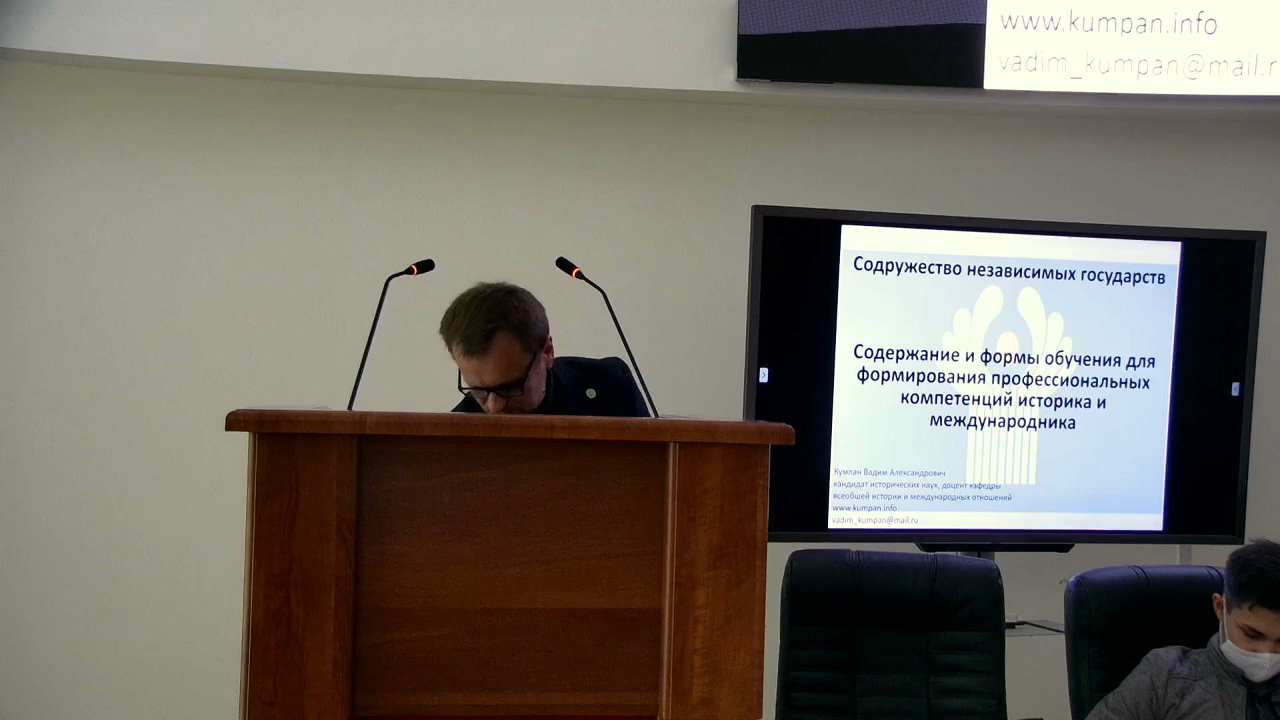 www.kumpan.info
vadim_kumpan@mail.r
Содружество независимых государств
Содержание и формы обучения для
формирования профессиональных
компетенций историка и
международника
Кумпан Вадим Александрович
кандидат исторических наук, доцент кафедры
всеобщей истории и международных отношений
www.kumpan.info
vadim_kumpan@mail.ru